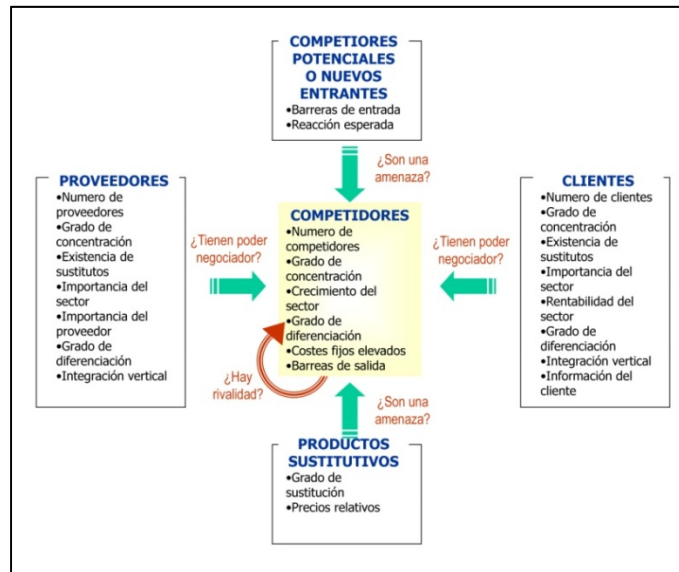 COMPETIORES
POTENCIALES
O NUEVOS
ENTRANTES
•Barreras de entrada
•Reacción esperada
¿Son una
amenaza?
PROVEEDORES
•Numero de
proveedores
•Grado de
concentración
•Existencia de
sustitutos
•Importancia del
sector
•Importancia del
proveedor
•Grado de
diferenciación
•Integración vertical
¿Tienen poder
negociador?
COMPETIDORES
•Numero de
competidores
•Grado de
concentración
•Crecimiento del
sector
•Grado de
diferenciación
•Costes fijos elevados
•Barreas de salida
¿Hay
rivalidad?
¿Tienen poder
negociador?
CLIENTES
•Numero de clientes
•Grado de
concentración
•Existencia de
sustitutos
•Importancia del
sector
•Rentabilidad del
sector
•Grado de
diferenciación
•Integración vertical
•Información del
cliente
¿Son una
amenaza?
PRODUCTOS
SUSTITUTIVOS
•Grado de
sustitución
•Precios relativos